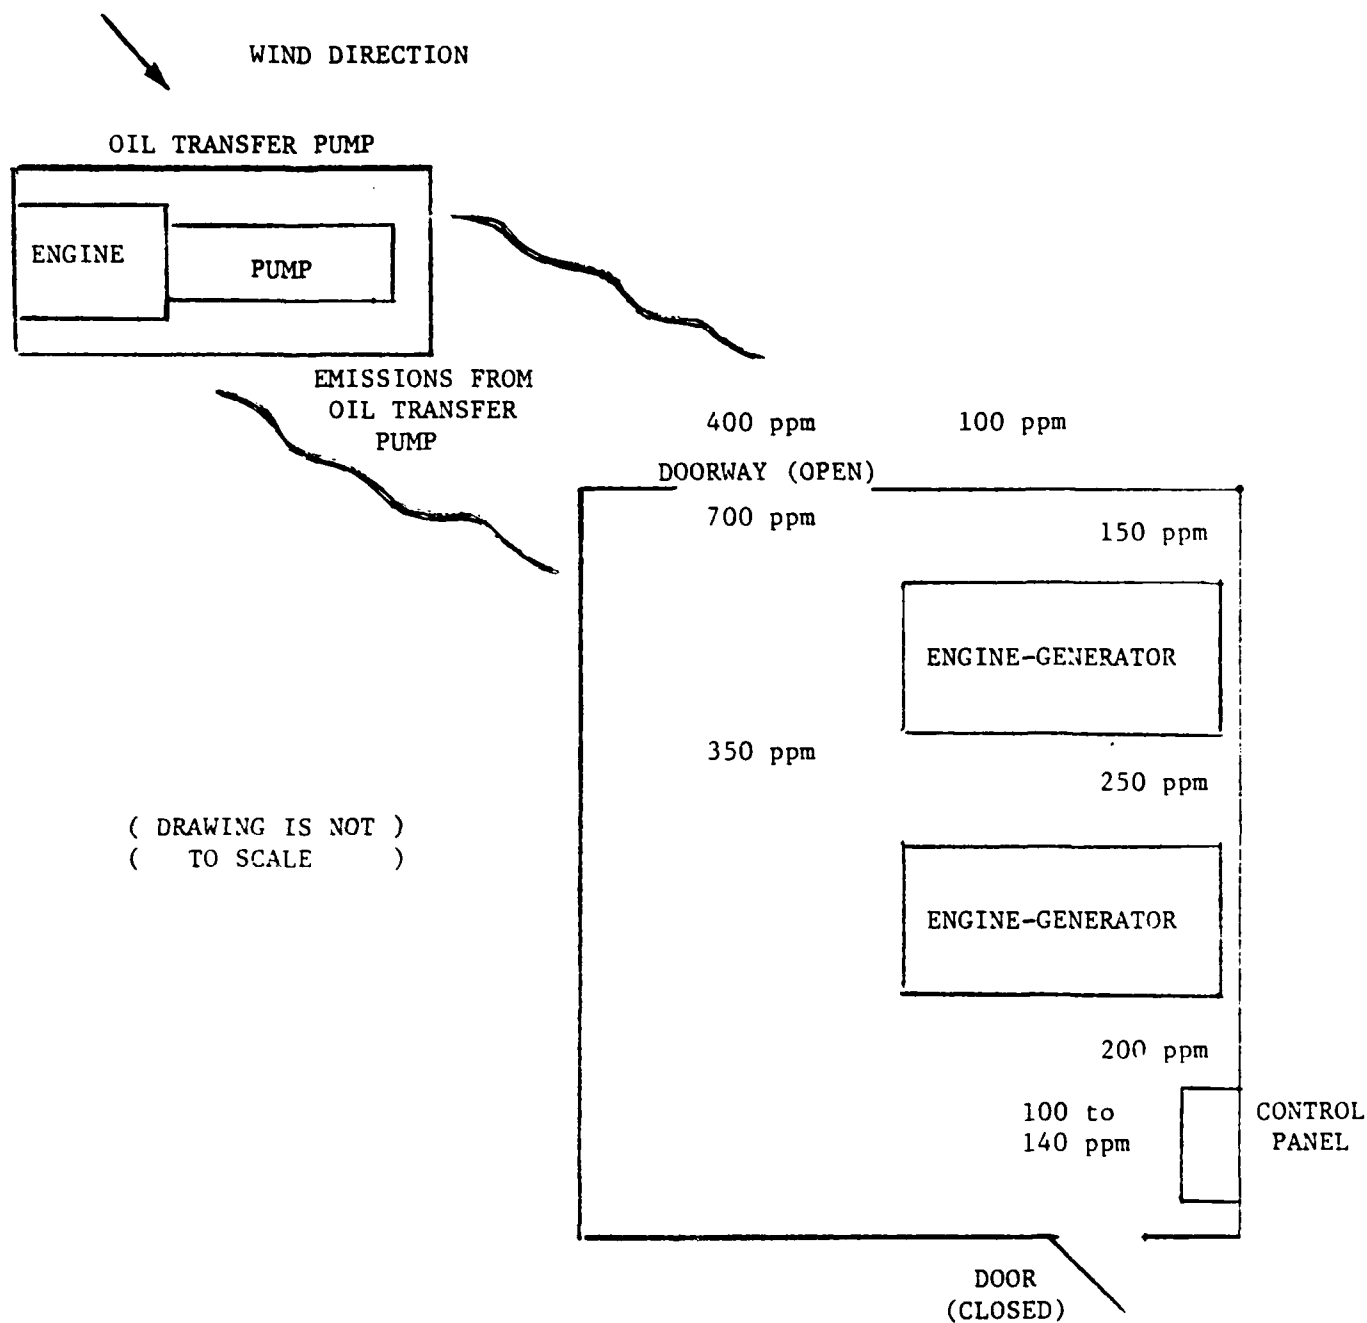 WIND DIRECTION
OIL TRANSFER PUMP
ENGINE
PUMP
EMISSIONS FROM
OIL TRANSFER
PUMP
400 ppm 100 ppm
DOORWAY (OPEN)
700 ppm
150 ppm
ENGINE-GENERATOR
350 ppm
250 ppm
( DRAWING IS NOT )
( TO SCALE )
ENGINE-GENERATOR
200 ppm
100 to
140 ppm
CONTROL
PANEL
DOOR
(CLOSED)